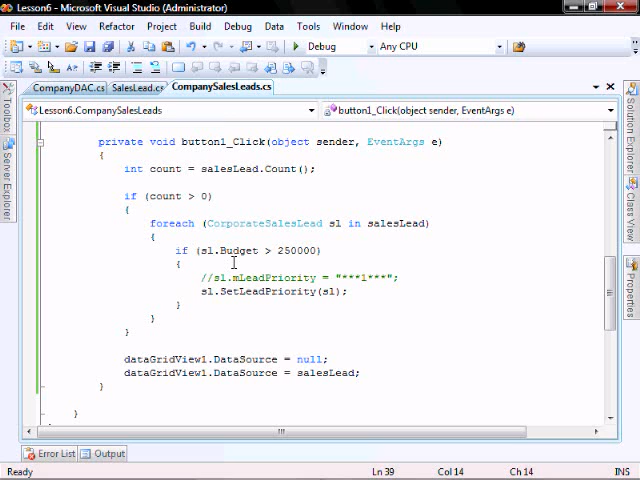 Lesson6 - Microsoft Visual Studio (Administrator)
File Edit View Refactor Project Build Debug Data Tools Window Help
Debug Any CPU
CompanyDAC.cs SalesLead.cs CompanySalesLeads.cs
Lesson6.CompanySalesLeads button1_Click(object sender, EventArgs e)
private void button1_Click(object sender, EventArgs e)
{
int count = salesLead.Count();
if (count > 0)
{
foreach (CorporateSalesLead sl in salesLead)
{
if (sl.Budget > 250000)
{
//sl.mLeadPriority = "***1***";
sl.SetLeadPriority(sl);
}
}
}
dataGridView1.DataSource = null;
dataGridView1.DataSource = salesLead;
}
}
Toolbox
Server Explorer
Solution Explorer
Class View
Properties
Error List Output
Ready Ln 39 Col 14 Ch 14 INS